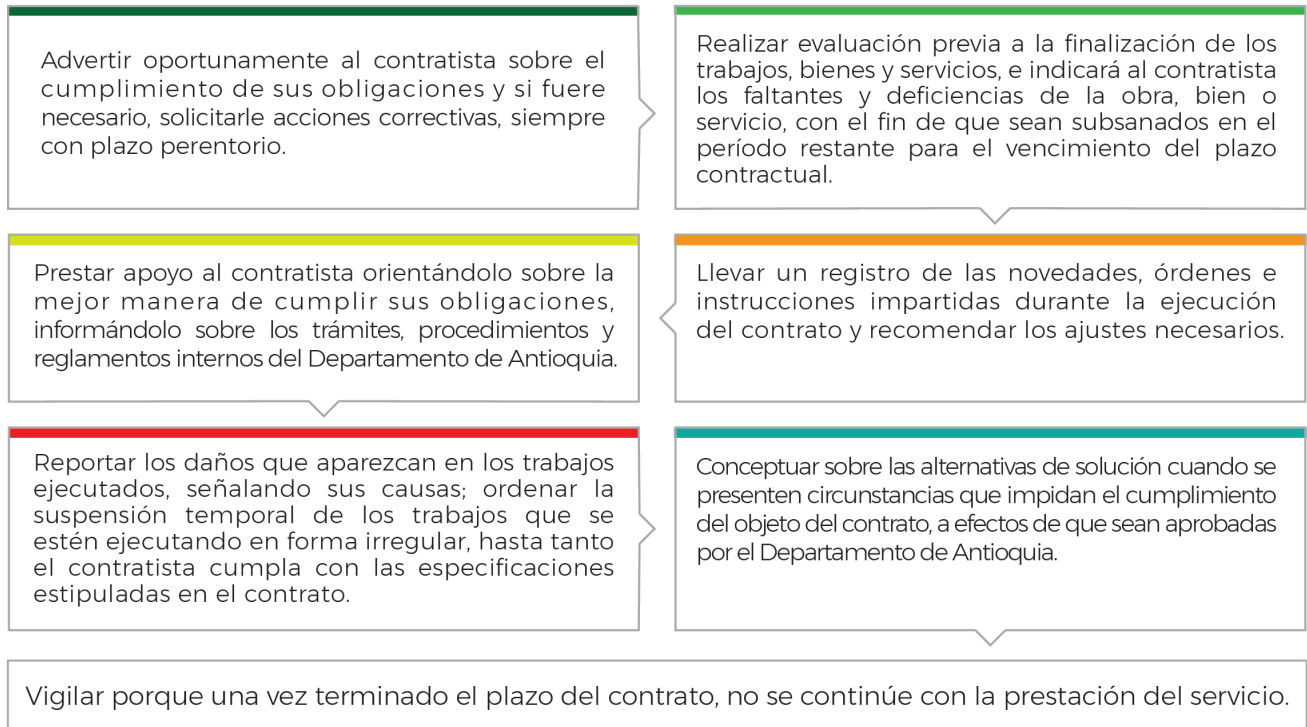 Advertir oportunamente al contratista sobre el
cumplimiento de sus obligaciones y si fuere
necesario, solicitarle acciones correctivas, siempre
con plazo perentorio.
Realizar evaluación previa a la finalización de los
trabajos, bienes y servicios, e indicará al contratista
los faltantes y deficiencias de la obra, bien o
servicio, con el fin de que sean subsanados en el
período restante para el vencimiento del plazo
contractual.
Llevar un registro de las novedades, órdenes e
instrucciones impartidas durante la ejecución
del contrato y recomendar los ajustes necesarios.
Prestar apoyo al contratista orientándolo sobre la
mejor manera de cumplir sus obligaciones,
informándolo sobre los trámites, procedimientos y
reglamentos internos del Departamento de Antioquia.
Reportar los daños que aparezcan en los trabajos
ejecutados, señalando sus causas; ordenar la
suspensión temporal de los trabajos que se
estén ejecutando en forma irregular, hasta tanto
el contratista cumpla con las especificaciones
estipuladas en el contrato.
Conceptuar sobre las alternativas de solución cuando se
presenten circunstancias que impidan el cumplimiento
del objeto del contrato, a efectos de que sean aprobadas
por el Departamento de Antioquia.
Vigilar porque una vez terminado el plazo del contrato, no se continúe con la prestación del servicio.